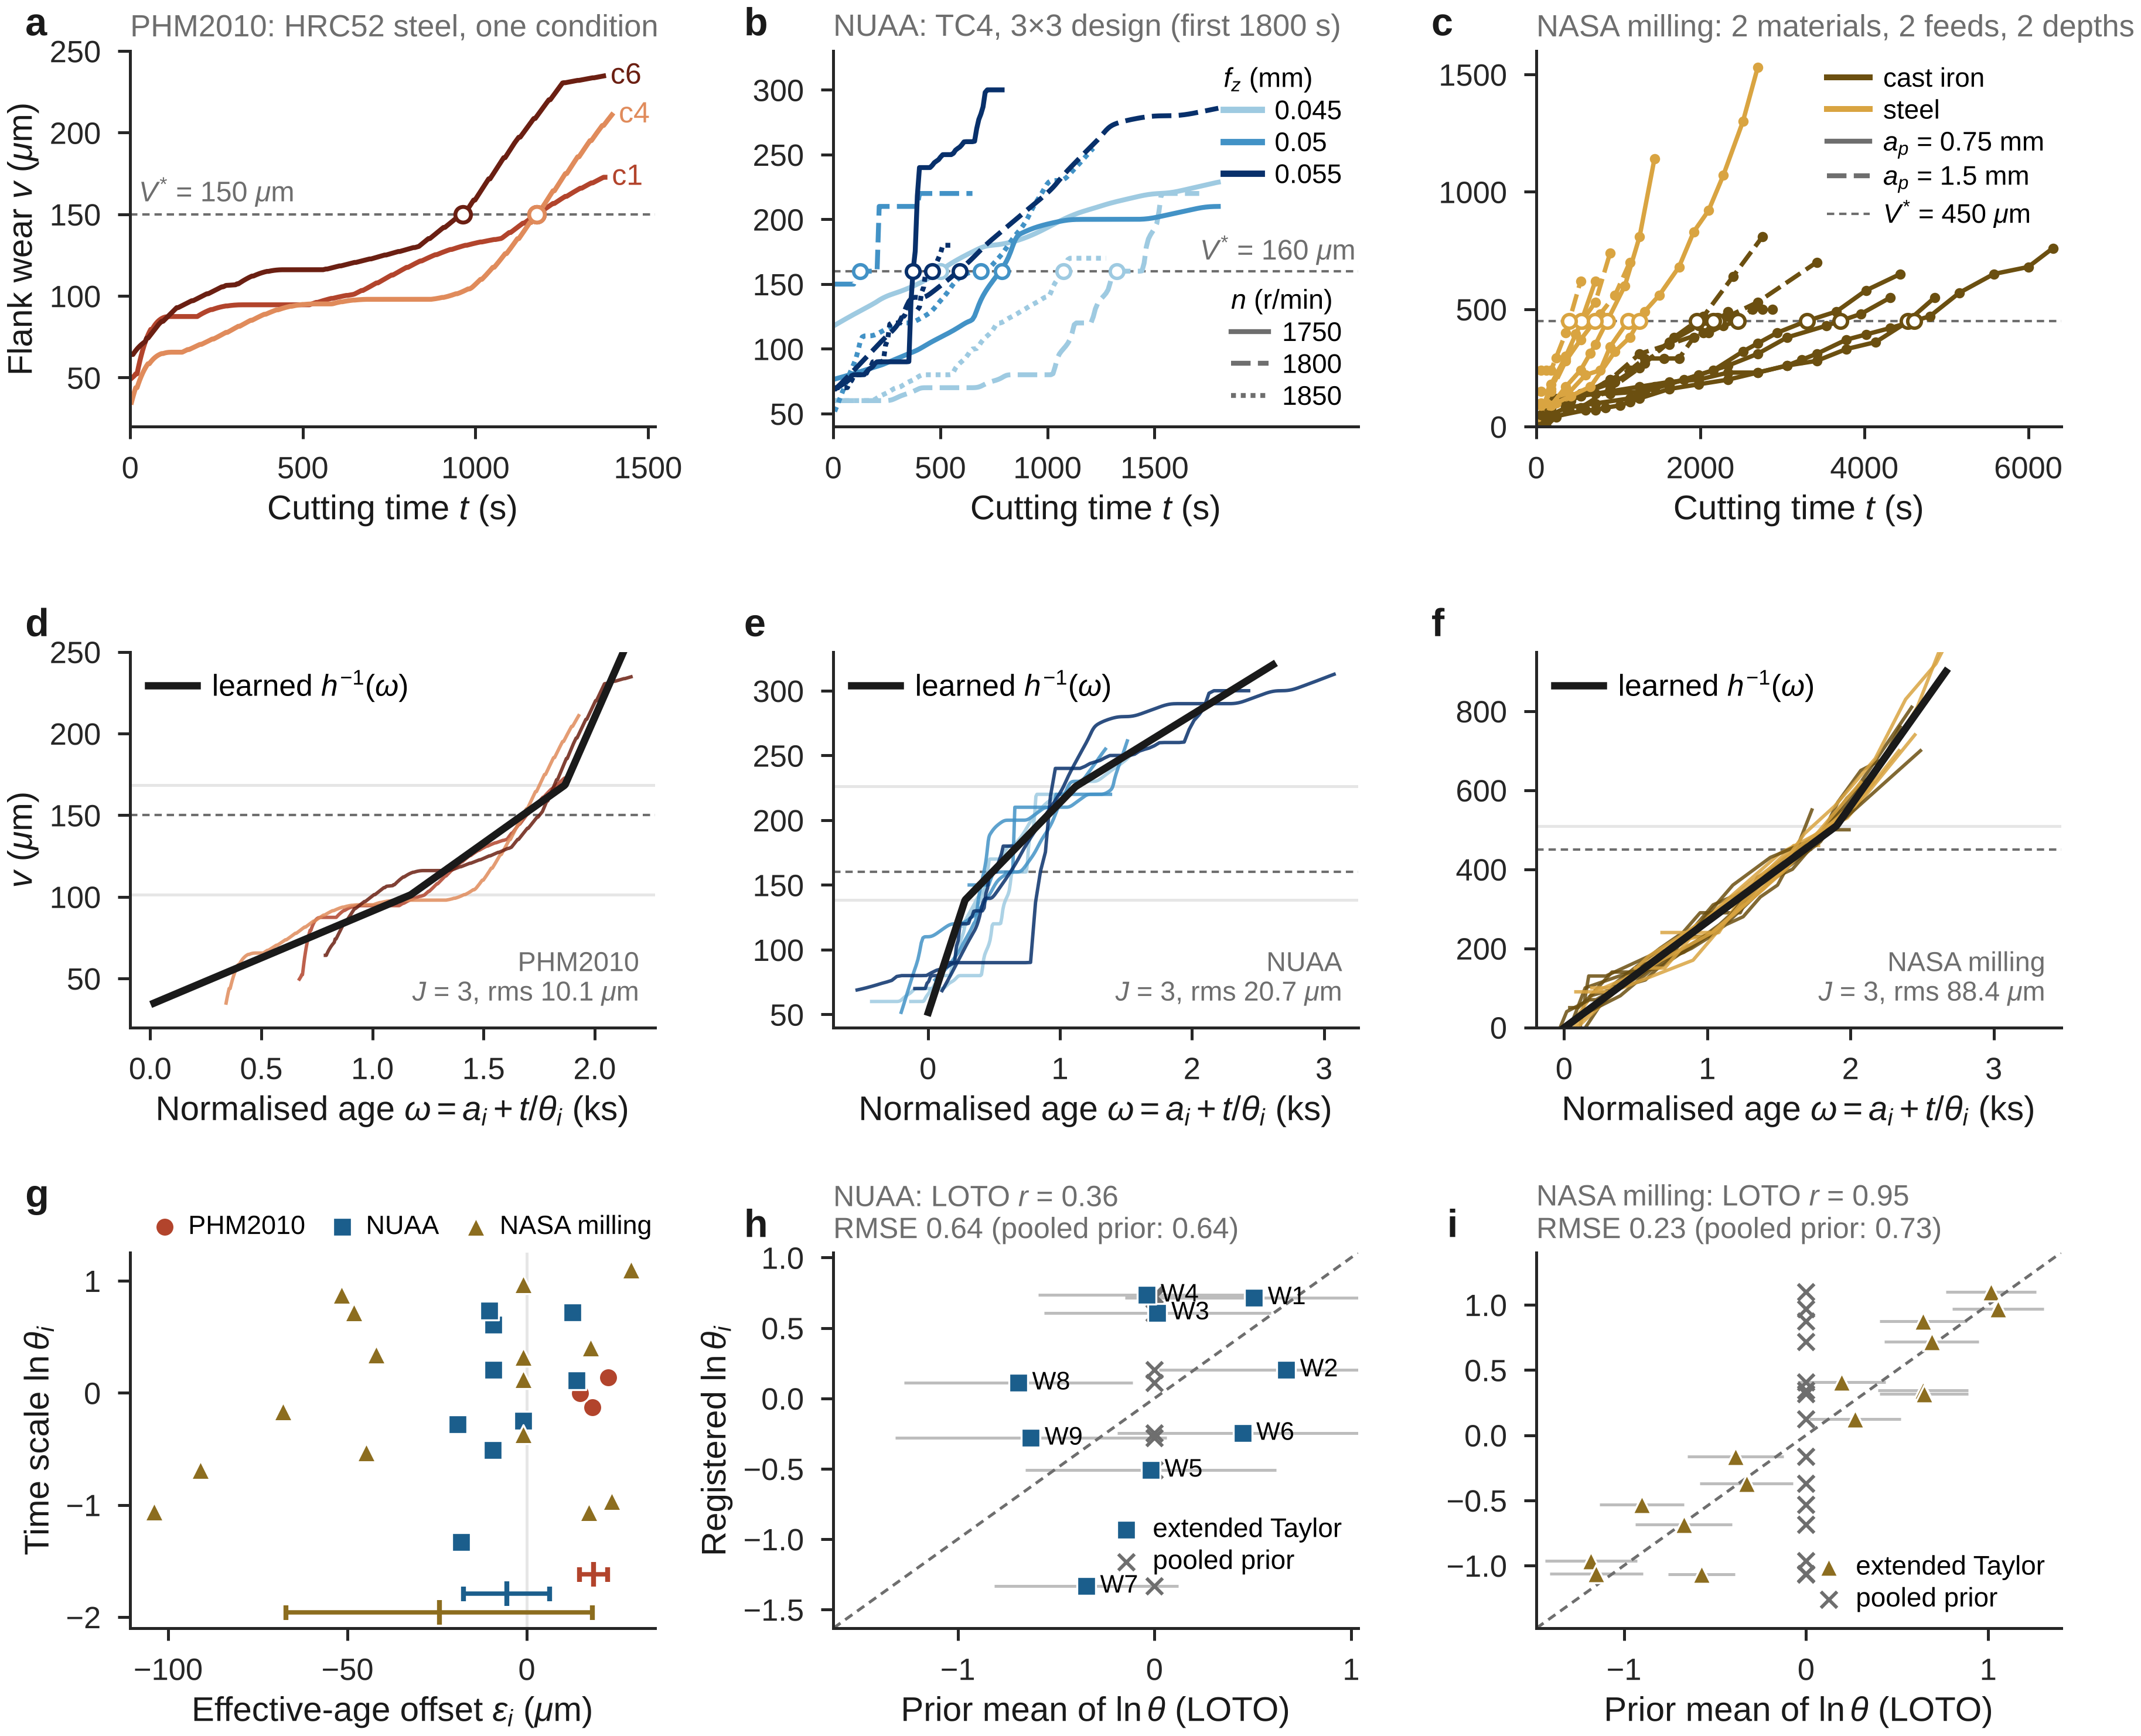 a PHM2010: HRC52 steel, one condition
250
200
150
100
50
Flank wear v (μm)
V* = 150 μm
c6
c4
c1
0 500 1000 1500
Cutting time t (s)
b NUAA: TC4, 3×3 design (first 1800 s)
300
250
200
150
100
50
f_z (mm)
0.045
0.05
0.055
V* = 160 μm
n (r/min)
1750
1800
1850
0 500 1000 1500
Cutting time t (s)
c NASA milling: 2 materials, 2 feeds, 2 depths
1500
1000
500
0
cast iron
steel
a_p = 0.75 mm
a_p = 1.5 mm
V* = 450 μm
0 2000 4000 6000
Cutting time t (s)
d
250
200
150
100
50
v (μm)
learned h⁻¹(ω)
PHM2010
J = 3, rms 10.1 μm
0.0 0.5 1.0 1.5 2.0
Normalised age ω = a_i + t/θ_i (ks)
e
300
250
200
150
100
50
learned h⁻¹(ω)
NUAA
J = 3, rms 20.7 μm
0 1 2 3
Normalised age ω = a_i + t/θ_i (ks)
f
800
600
400
200
0
learned h⁻¹(ω)
NASA milling
J = 3, rms 88.4 μm
0 1 2 3
Normalised age ω = a_i + t/θ_i (ks)
g
PHM2010 NUAA NASA milling
1
0
−1
−2
Time scale ln θ_i
−100 −50 0
Effective-age offset ε_i (μm)
h
NUAA: LOTO r = 0.36
RMSE 0.64 (pooled prior: 0.64)
1.0
0.5
0.0
−0.5
−1.0
−1.5
Registered ln θ_i
W4
W1
W3
W2
W8
W6
W9
W5
W7
extended Taylor
pooled prior
−1 0 1
Prior mean of ln θ (LOTO)
i
NASA milling: LOTO r = 0.95
RMSE 0.23 (pooled prior: 0.73)
1.0
0.5
0.0
−0.5
−1.0
extended Taylor
pooled prior
−1 0 1
Prior mean of ln θ (LOTO)